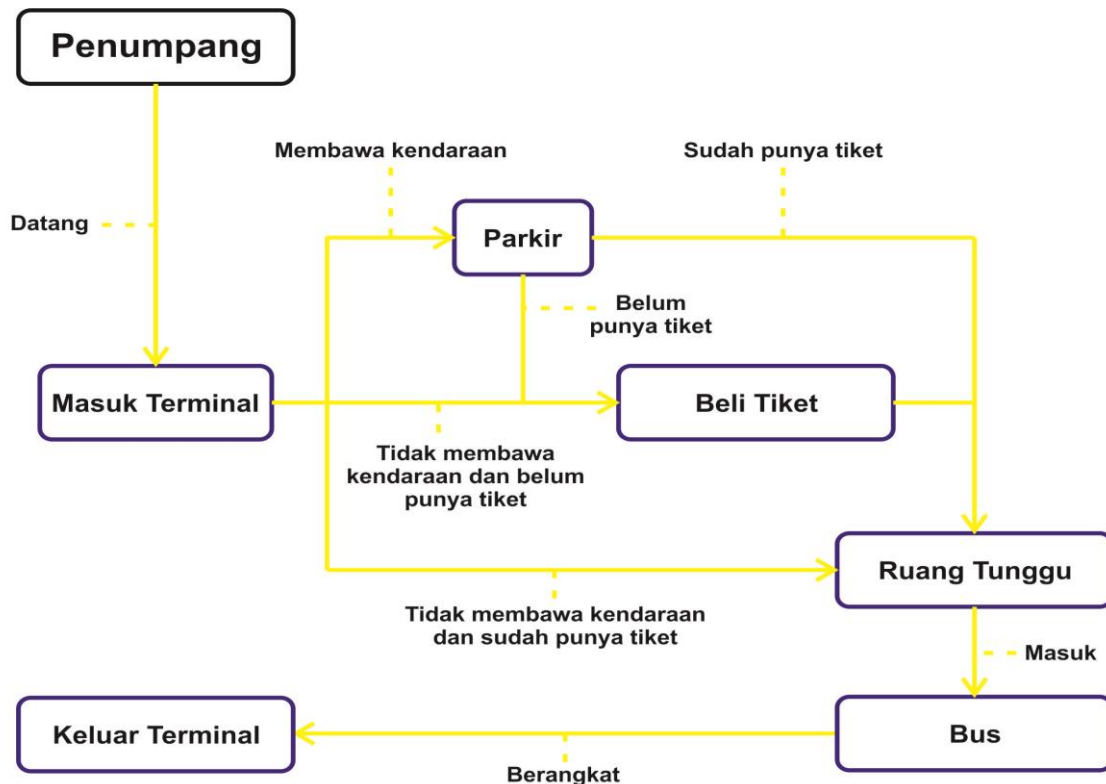 Penumpang
Membawa kendaraan
Sudah punya tiket
Datang
Parkir
Belum
punya tiket
Masuk Terminal
Beli Tiket
Tidak membawa
kendaraan dan belum
punya tiket
Ruang Tunggu
Tidak membawa kendaraan
dan sudah punya tiket
Masuk
Keluar Terminal
Bus
Berangkat